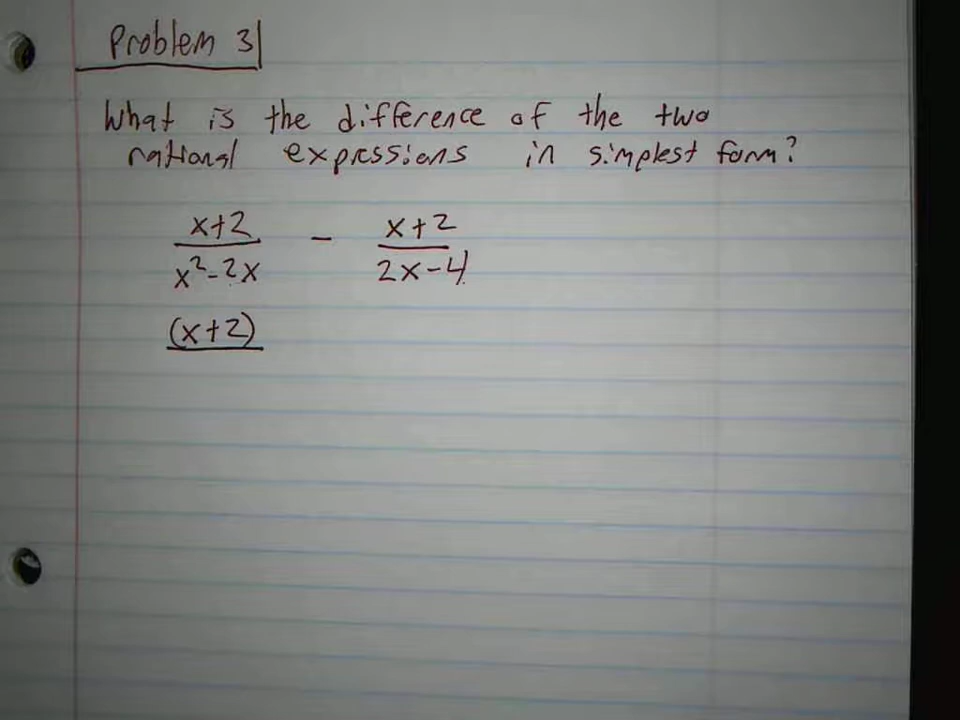 Problem 3
What is the difference of the two
rational expressions in simplest form?
x+2 x+2
—— - ——
x²-2x 2x-4
(x+2)